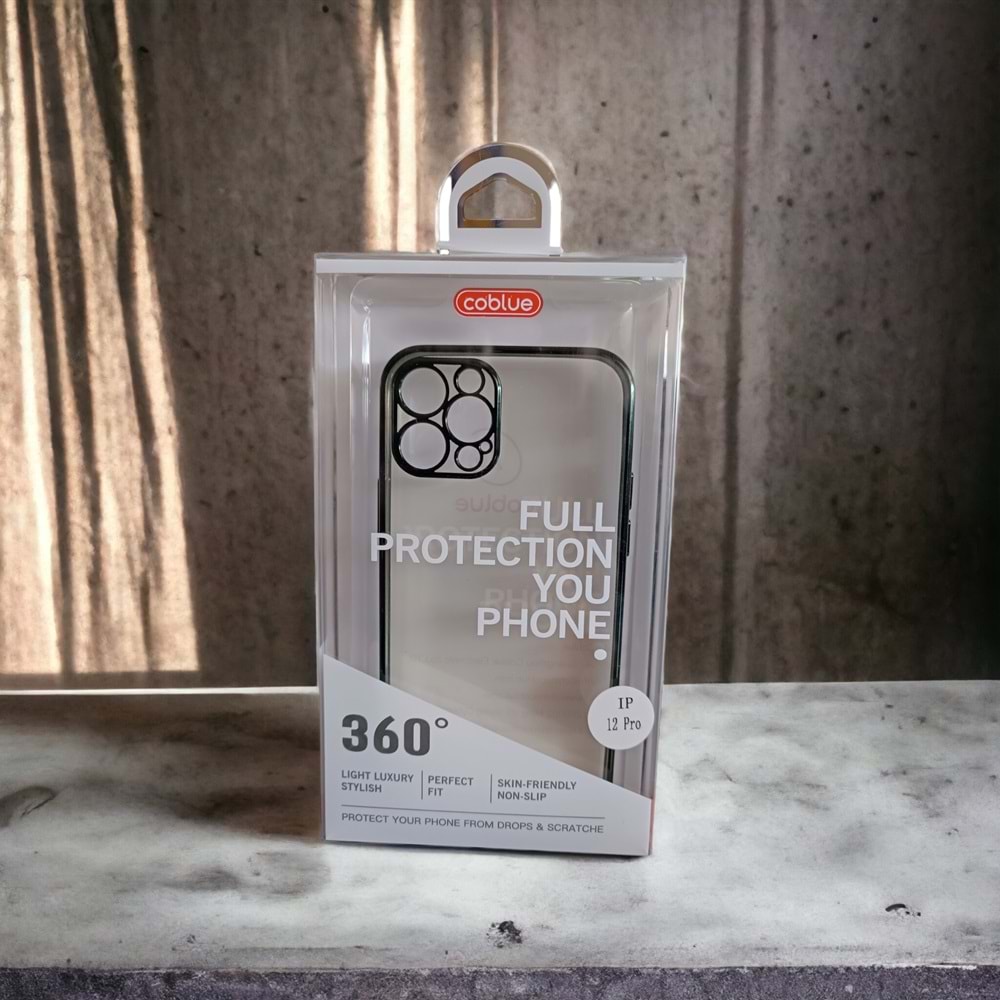 coblue
FULL
PROTECTION
YOU
PHONE
IP
12 Pro
360°
LIGHT LUXURY
STYLISH
PERFECT
FIT
SKIN-FRIENDLY
NON-SLIP
PROTECT YOUR PHONE FROM DROPS & SCRATCHE